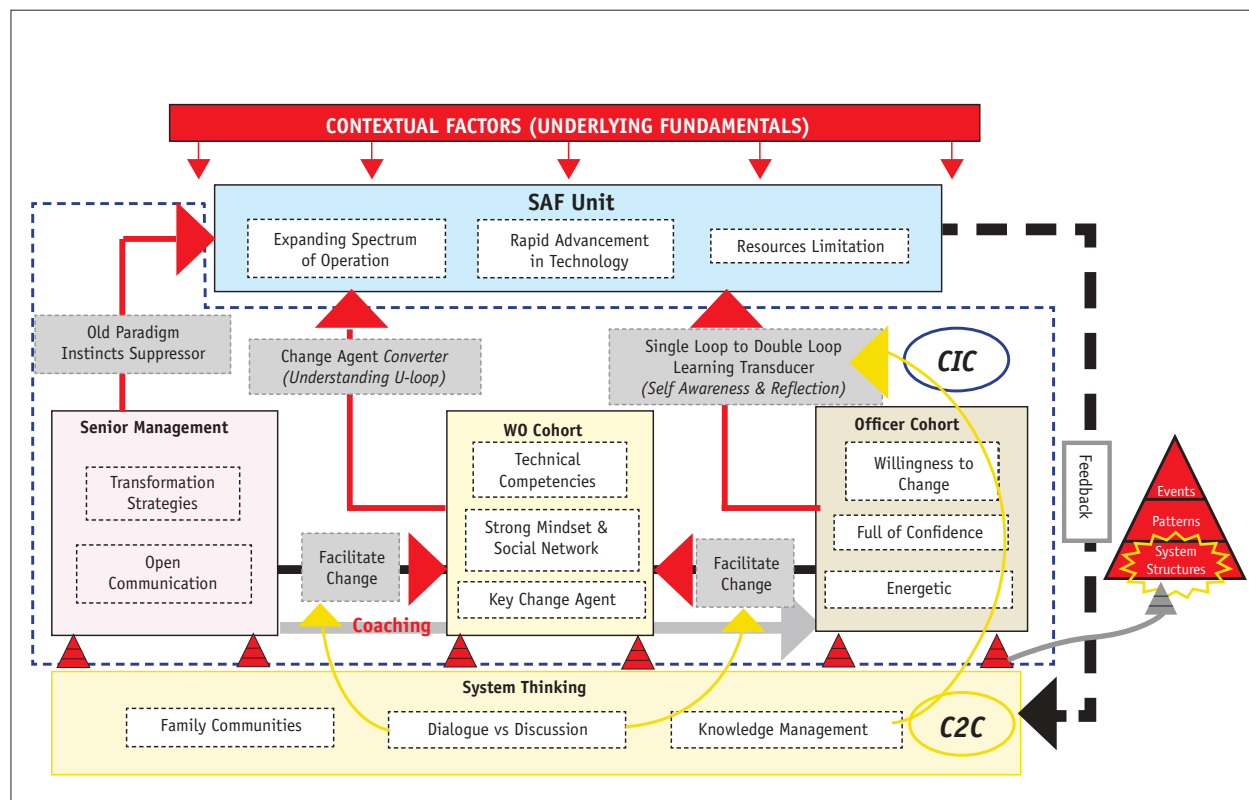 CONTEXTUAL FACTORS (UNDERLYING FUNDAMENTALS)
SAF Unit
Expanding Spectrum
of Operation
Rapid Advancement
in Technology
Resources Limitation
Old Paradigm
Instincts Suppressor
Change Agent Converter
(Understanding U-loop)
Single Loop to Double Loop
Learning Transducer
(Self Awareness & Reflection)
CIC
Senior Management
Transformation
Strategies
Open
Communication
Facilitate
Change
WO Cohort
Technical
Competencies
Strong Mindset &
Social Network
Key Change Agent
Facilitate
Change
Officer Cohort
Willingness to
Change
Full of Confidence
Energetic
Coaching
Feedback
Events
Patterns
System
Structures
System Thinking
Family Communities
Dialogue vs Discussion
Knowledge Management
C2C